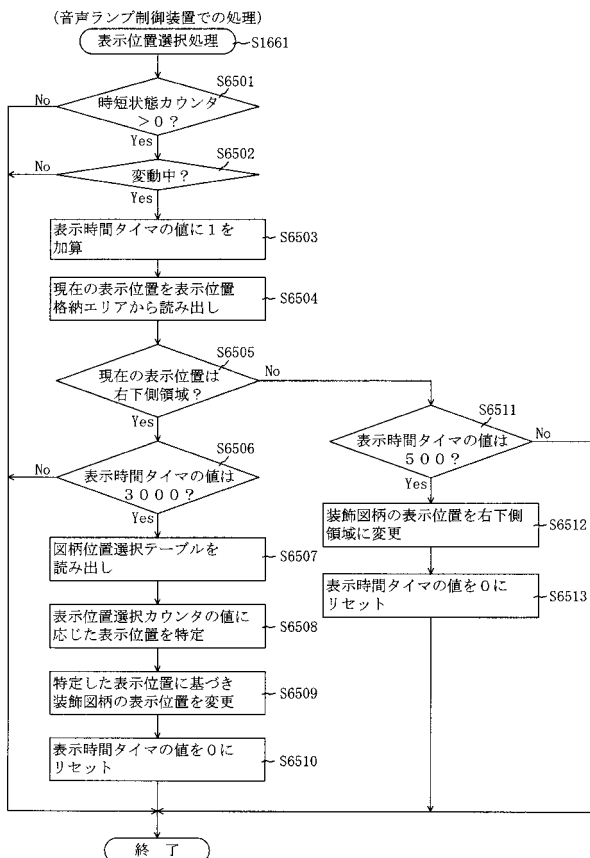 (音声ランプ制御装置での処理)
表示位置選択処理
S1661
S6501
時短状態カウンタ
>0?
No
Yes
S6502
変動中?
No
Yes
表示時間タイマの値に1を
加算
S6503
現在の表示位置を表示位置
格納エリアから読み出し
S6504
S6505
現在の表示位置は
右下側領域?
No
Yes
S6506
表示時間タイマの値は
3000?
No
Yes
図柄位置選択テーブルを
読み出し
S6507
表示位置選択カウンタの値に
応じた表示位置を特定
S6508
特定した表示位置に基づき
装飾図柄の表示位置を変更
S6509
表示時間タイマの値を0に
リセット
S6510
S6511
表示時間タイマの値は
500?
No
Yes
装飾図柄の表示位置を右下側
領域に変更
S6512
表示時間タイマの値を0に
リセット
S6513
終 了